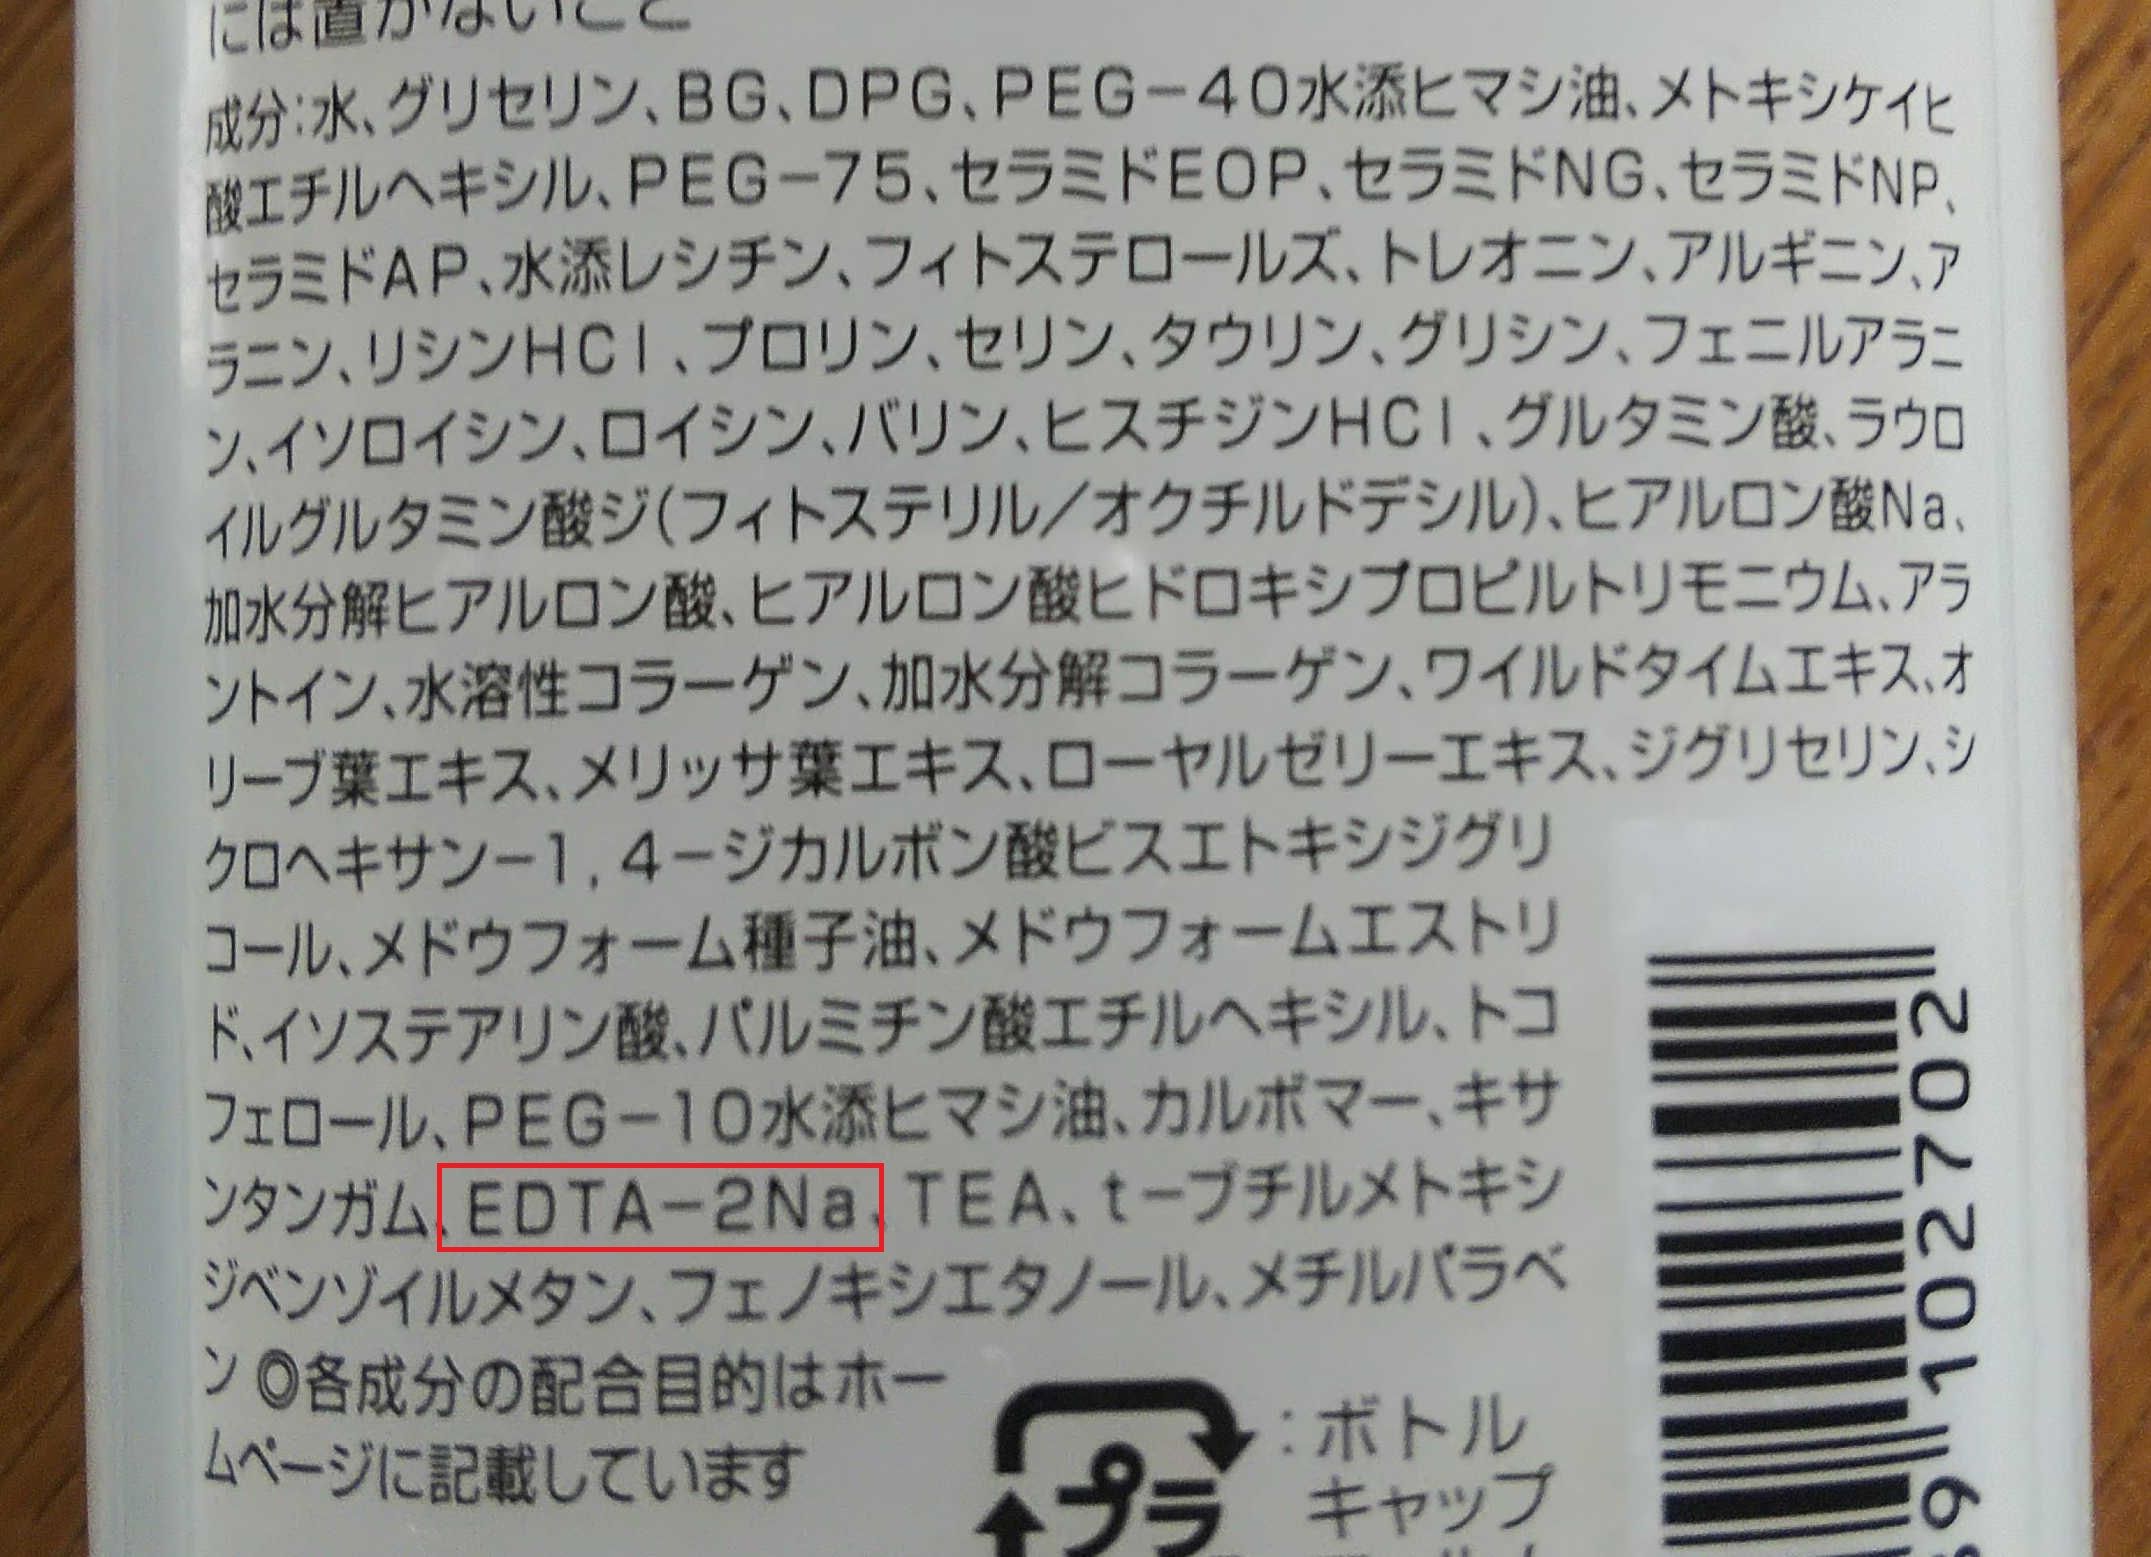 には置かないこと
成分:水、グリセリン、BG、DPG、PEG－40水添ヒマシ油、メトキシケイヒ
酸エチルヘキシル、PEG－75、セラミドEOP、セラミドNG、セラミドNP、
セラミドAP、水添レシチン、フィトステロールズ、トレオニン、アルギニン、ア
ラニン、リシンHCl、プロリン、セリン、タウリン、グリシン、フェニルアラニ
ン、イソロイシン、ロイシン、バリン、ヒスチジンHCl、グルタミン酸、ラウロ
イルグルタミン酸ジ(フィトステリル／オクチルドデシル)、ヒアルロン酸Na、
加水分解ヒアルロン酸、ヒアルロン酸ヒドロキシプロピルトリモニウム、アラ
ントイン、水溶性コラーゲン、加水分解コラーゲン、ワイルドタイムエキス、オ
リーブ葉エキス、メリッサ葉エキス、ローヤルゼリーエキス、ジグリセリン、シ
クロヘキサン－1，4－ジカルボン酸ビスエトキシジグリ
コール、メドウフォーム種子油、メドウフォームエストリ
ド、イソステアリン酸、パルミチン酸エチルヘキシル、トコ
フェロール、PEG－10水添ヒマシ油、カルボマー、キサ
ンタンガム、EDTA－2Na、TEA、t－ブチルメトキシ
ジベンゾイルメタン、フェノキシエタノール、メチルパラベ
ン ◎各成分の配合目的はホー
ムページに記載しています
プラ
:ボトル
キャップ
9 102702